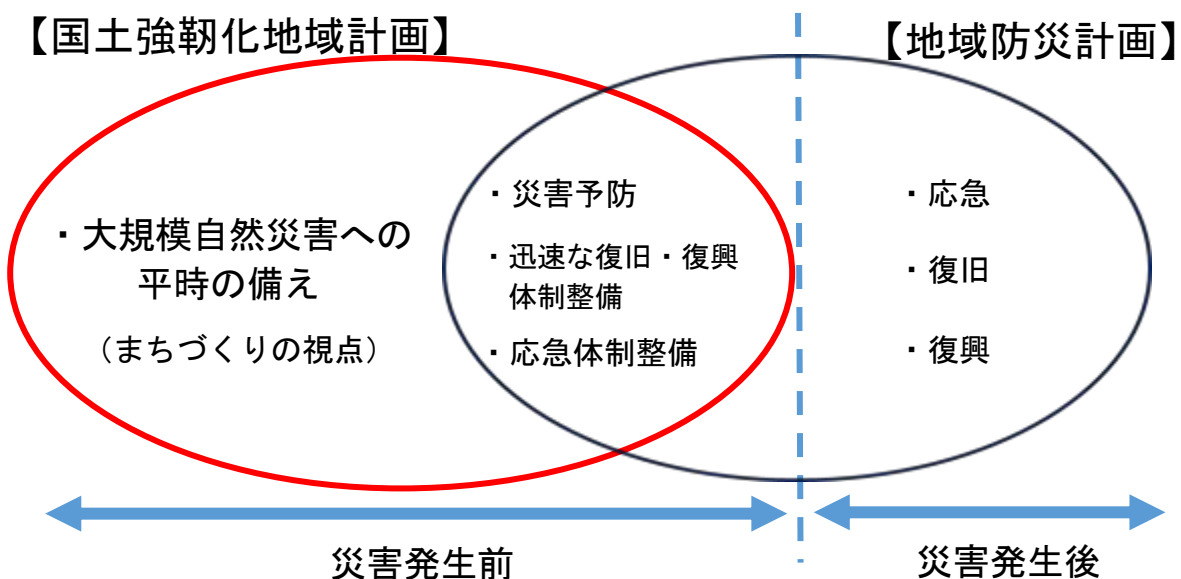 【国土強靭化地域計画】
【地域防災計画】
・大規模自然災害への
平時の備え
（まちづくりの視点）
・災害予防
・迅速な復旧・復興
体制整備
・応急体制整備
・応急
・復旧
・復興
災害発生前
災害発生後